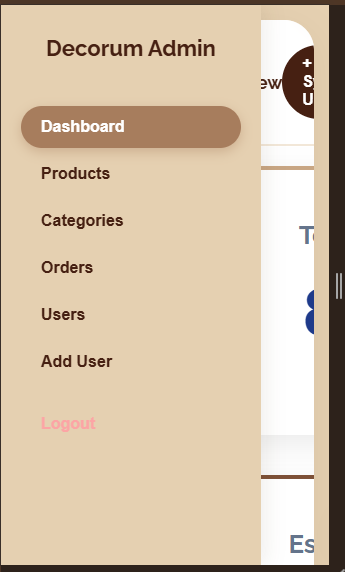 Decorum Admin
Dashboard
Products
Categories
Orders
Users
Add User
Logout
+